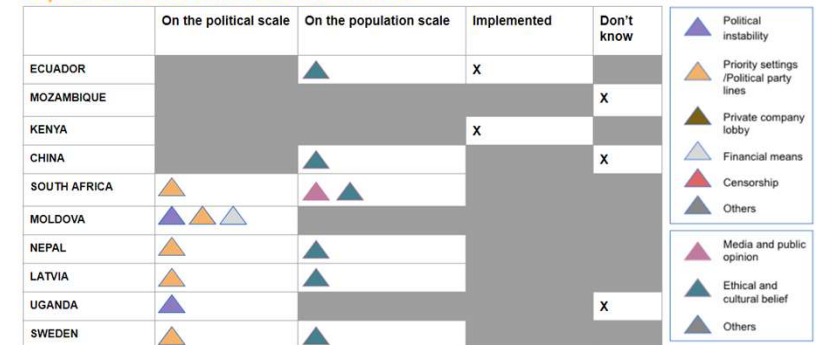 On the political scale On the population scale Implemented Don't
know
ECUADOR X
MOZAMBIQUE X
KENYA X
CHINA X
SOUTH AFRICA
MOLDOVA
NEPAL
LATVIA
UGANDA X
SWEDEN
Political
instability
Priority settings
/Political party
lines
Private company
lobby
Financial means
Censorship
Others
Media and public
opinion
Ethical and
cultural belief
Others